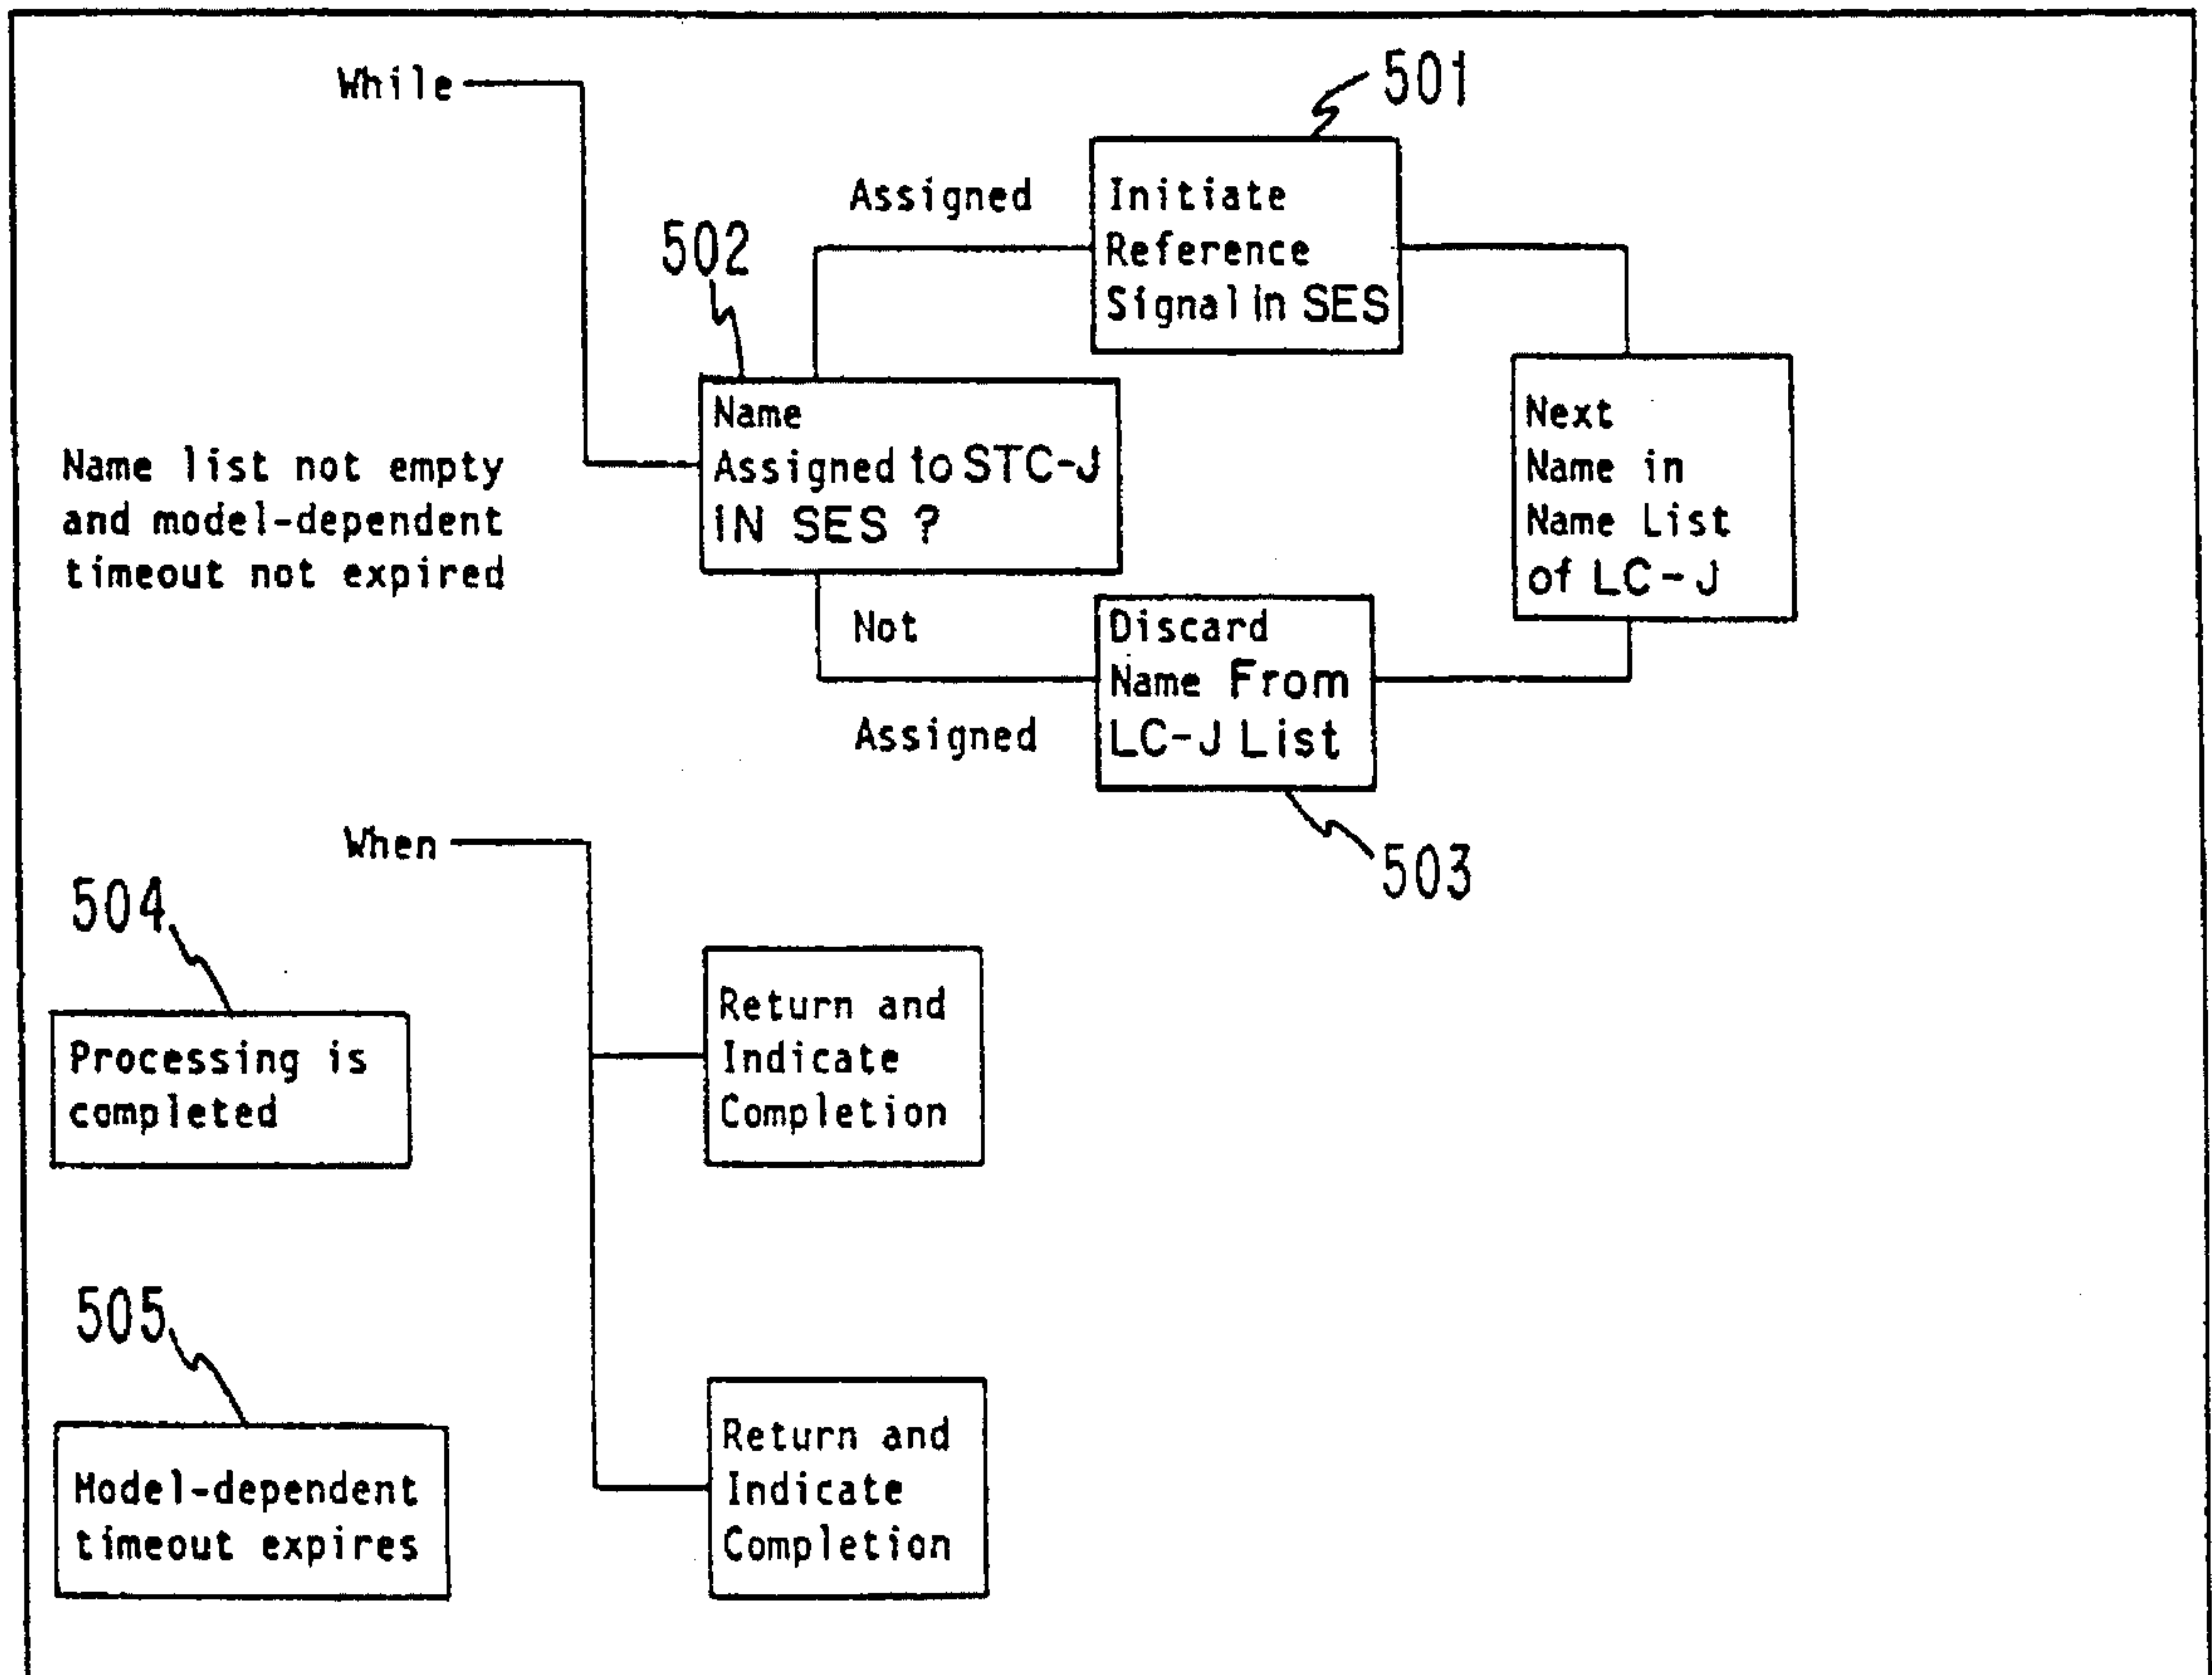 While
501
Assigned
Initiate
Reference
Signal in SES
502
Name
Assigned to STC-J
IN SES ?
Next
Name in
Name List
of LC-J
Name list not empty
and model-dependent
timeout not expired
Not
Assigned
Discard
Name From
LC-J List
503
When
504
Processing is
completed
Return and
Indicate
Completion
505
Model-dependent
timeout expires
Return and
Indicate
Completion